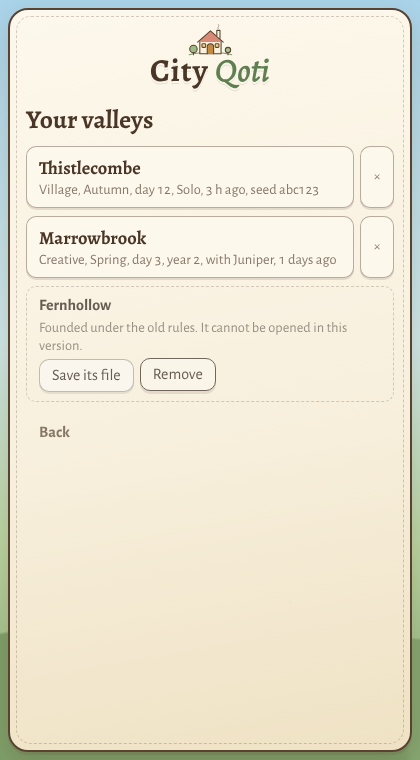 City Qoti
Your valleys
Thistlecombe
Village, Autumn, day 12, Solo, 3 h ago, seed abc123
×
Marrowbrook
Creative, Spring, day 3, year 2, with Juniper, 1 days ago
×
Fernhollow
Founded under the old rules. It cannot be opened in this
version.
Save its file
Remove
Back